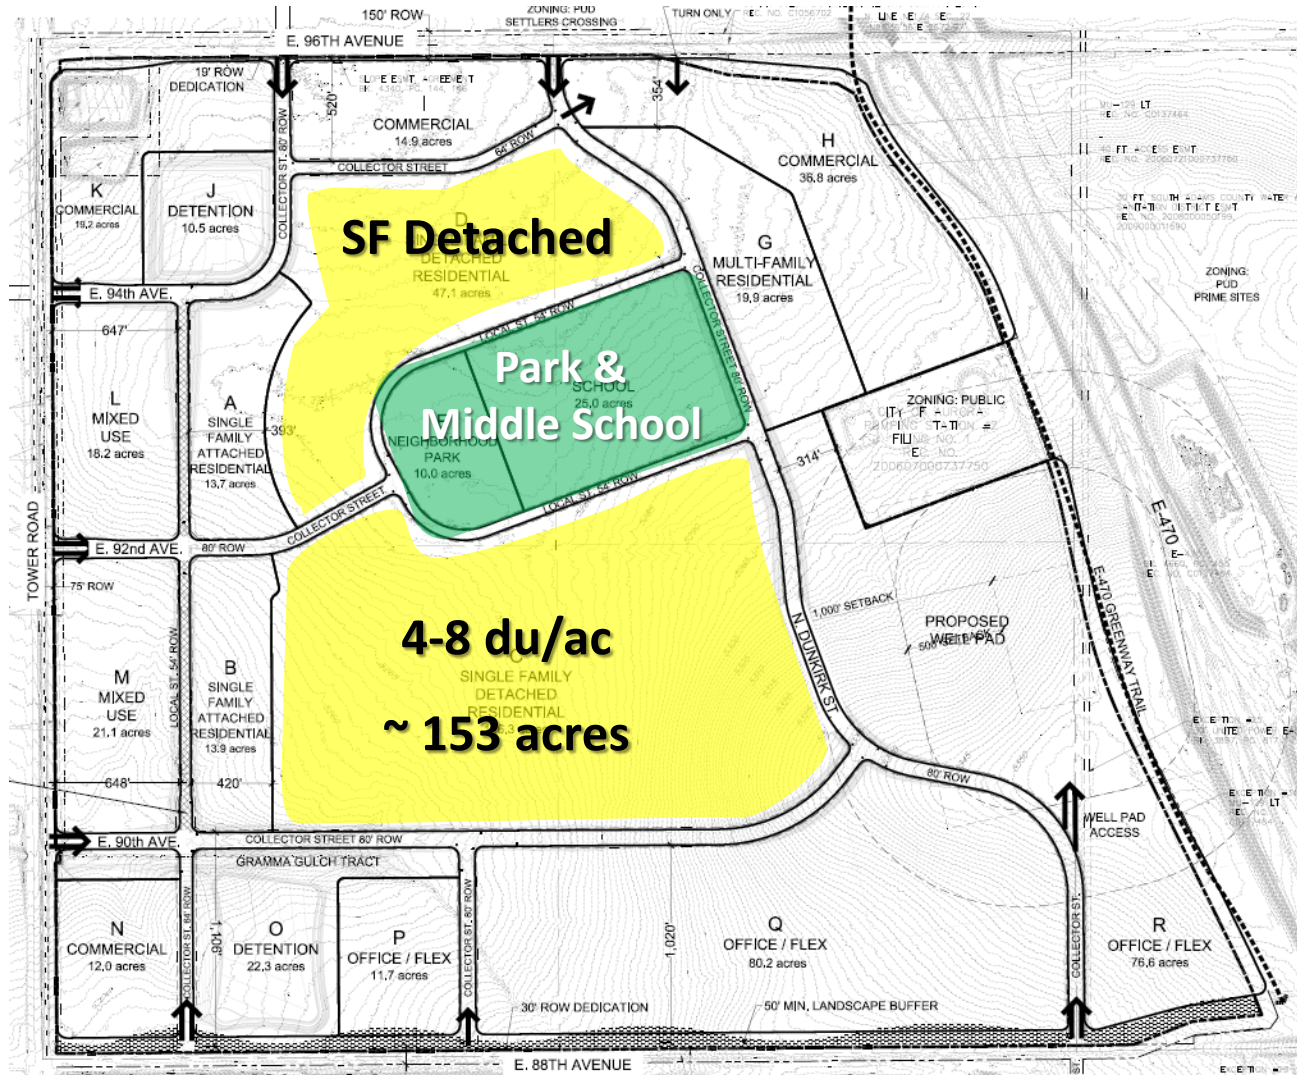 150' ROW
ZONING: PUD
SETTLERS CROSSING
TURN ONLY
REC. NO. C1056702
E. 96TH AVENUE
19' ROW
DEDICATION
520'
354'
I
COMMERCIAL
14.9 acres
64' ROW
COLLECTOR STREET
COLLECTOR ST. 80' ROW
H
COMMERCIAL
36.8 acres
K
COMMERCIAL
19.2 acres
J
DETENTION
10.5 acres
SF Detached
D
DETACHED
RESIDENTIAL
47.1 acres
G
MULTI-FAMILY
RESIDENTIAL
19.9 acres
ZONING:
PUD
PRIME SITES
E. 94th AVE.
647'
LOCAL ST. 54' ROW
COLLECTOR STREET 80' ROW
Park &
Middle School
SCHOOL
25.0 acres
NEIGHBORHOOD
PARK
10.0 acres
L
MIXED
USE
18.2 acres
A
SINGLE
FAMILY
ATTACHED
RESIDENTIAL
13.7 acres
393'
ZONING: PUBLIC
314'
LOCAL ST. 54' ROW
COLLECTOR STREET
TOWER ROAD
E. 92nd AVE.
80' ROW
75' ROW
E-470
E-470 GREENWAY TRAIL
1,000' SETBACK
PROPOSED
WELL PAD
500' SETBACK
N. DUNKIRK ST.
4-8 du/ac
C
SINGLE FAMILY
DETACHED
RESIDENTIAL
~ 153 acres
M
MIXED
USE
21.1 acres
LOCAL ST. 54' ROW
B
SINGLE
FAMILY
ATTACHED
RESIDENTIAL
13.9 acres
648'
420'
80' ROW
WELL PAD
ACCESS
E. 90th AVE.
COLLECTOR STREET 80' ROW
GRAMMA GULCH TRACT
N
COMMERCIAL
12.0 acres
COLLECTOR ST. 64' ROW
1,106'
O
DETENTION
22.3 acres
P
OFFICE / FLEX
11.7 acres
COLLECTOR ST. 80' ROW
1,020'
Q
OFFICE / FLEX
80.2 acres
COLLECTOR ST.
R
OFFICE / FLEX
76.6 acres
30' ROW DEDICATION
50' MIN. LANDSCAPE BUFFER
E. 88TH AVENUE